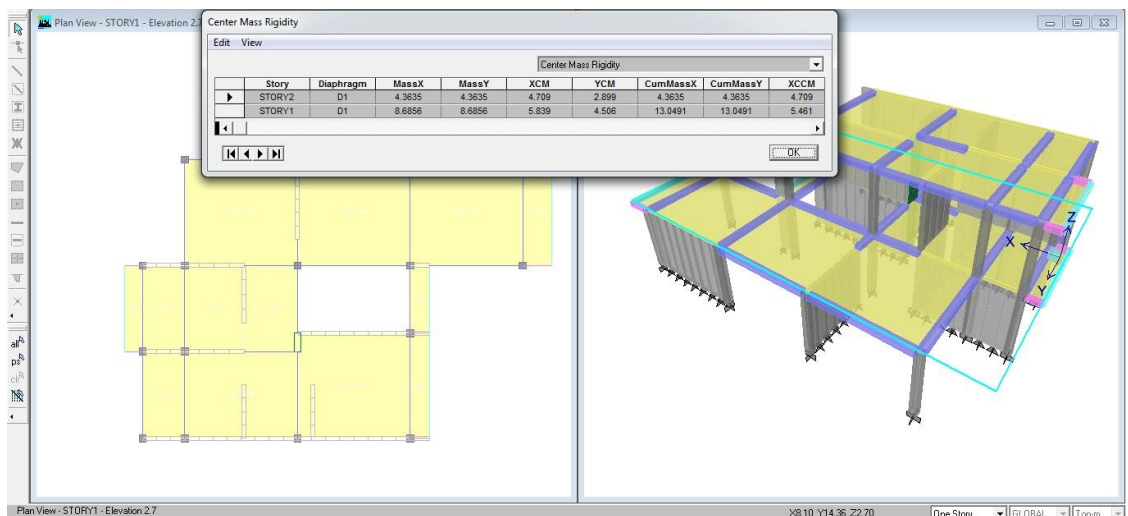 Plan View - STORY1 - Elevation 2.7
Center Mass Rigidity
Edit View
Center Mass Rigidity
Story Diaphragm MassX MassY XCM YCM CumMassX CumMassY XCCM
STORY2 D1 4.3635 4.3635 4.709 2.899 4.3635 4.3635 4.709
STORY1 D1 8.6856 8.6856 5.839 4.506 13.0491 13.0491 5.461
OK
X
Y
Z
all
ps
clr
Plan View - STORY1 - Elevation 2.7
X8.10 Y14.36 Z2.70
One Story
GLOBAL
Ton-m